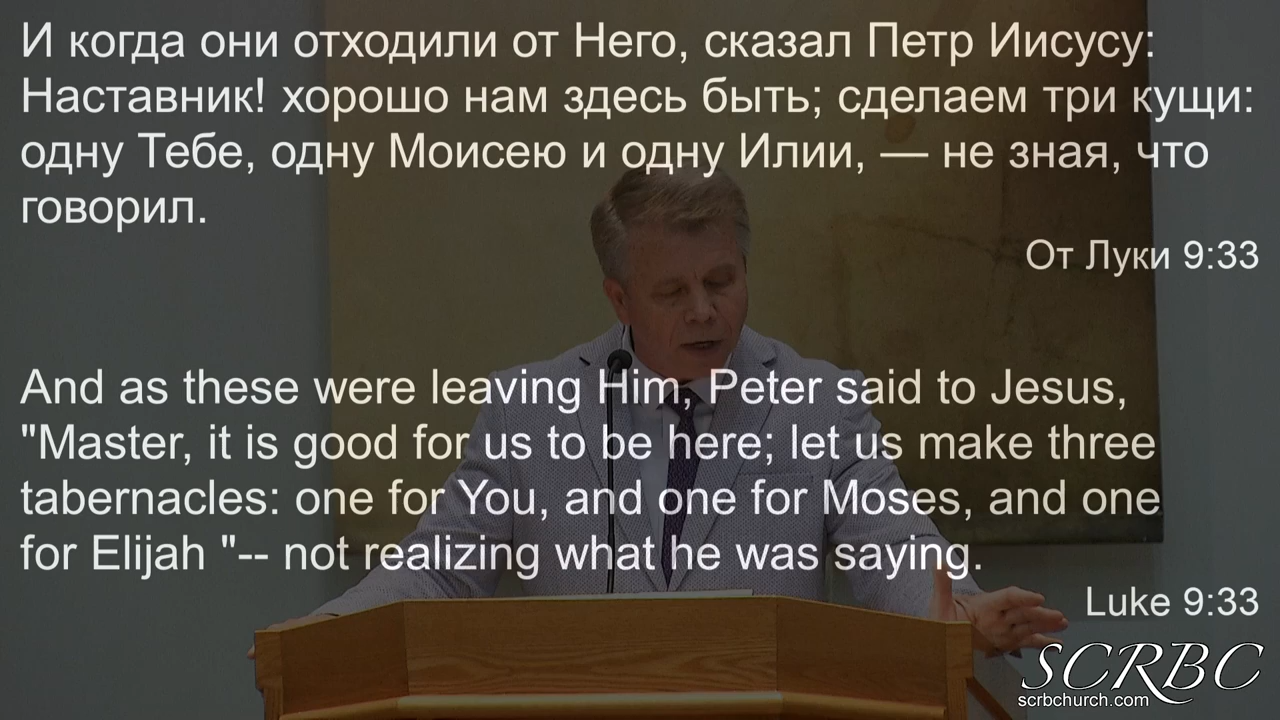 И когда они отходили от Него, сказал Петр Иисусу:
Наставник! хорошо нам здесь быть; сделаем три кущи:
одну Тебе, одну Моисею и одну Илии, — не зная, что
говорил.
От Луки 9:33
And as these were leaving Him, Peter said to Jesus,
"Master, it is good for us to be here; let us make three
tabernacles: one for You, and one for Moses, and one
for Elijah "-- not realizing what he was saying.
Luke 9:33
SCRBC
scrbchurch.com